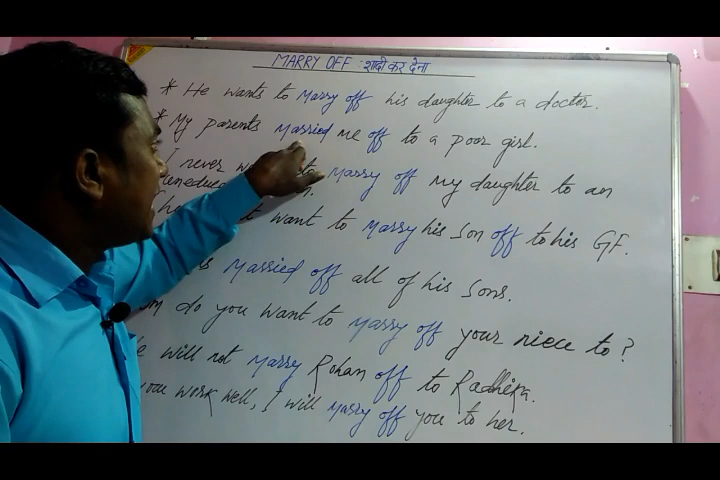 MARRY OFF : शादी कर देना
* He wants to Marry off his daughter to a doctor.
* My parents Married me off to a poor girl.
I never to Marry off my daughter to an
want to Marry his Son off to his GF.
Married off all of his Sons.
do you want to Marry off your niece to?
will not Marry Rohan off to Radhika.
you work well, I will Marry off you to her.